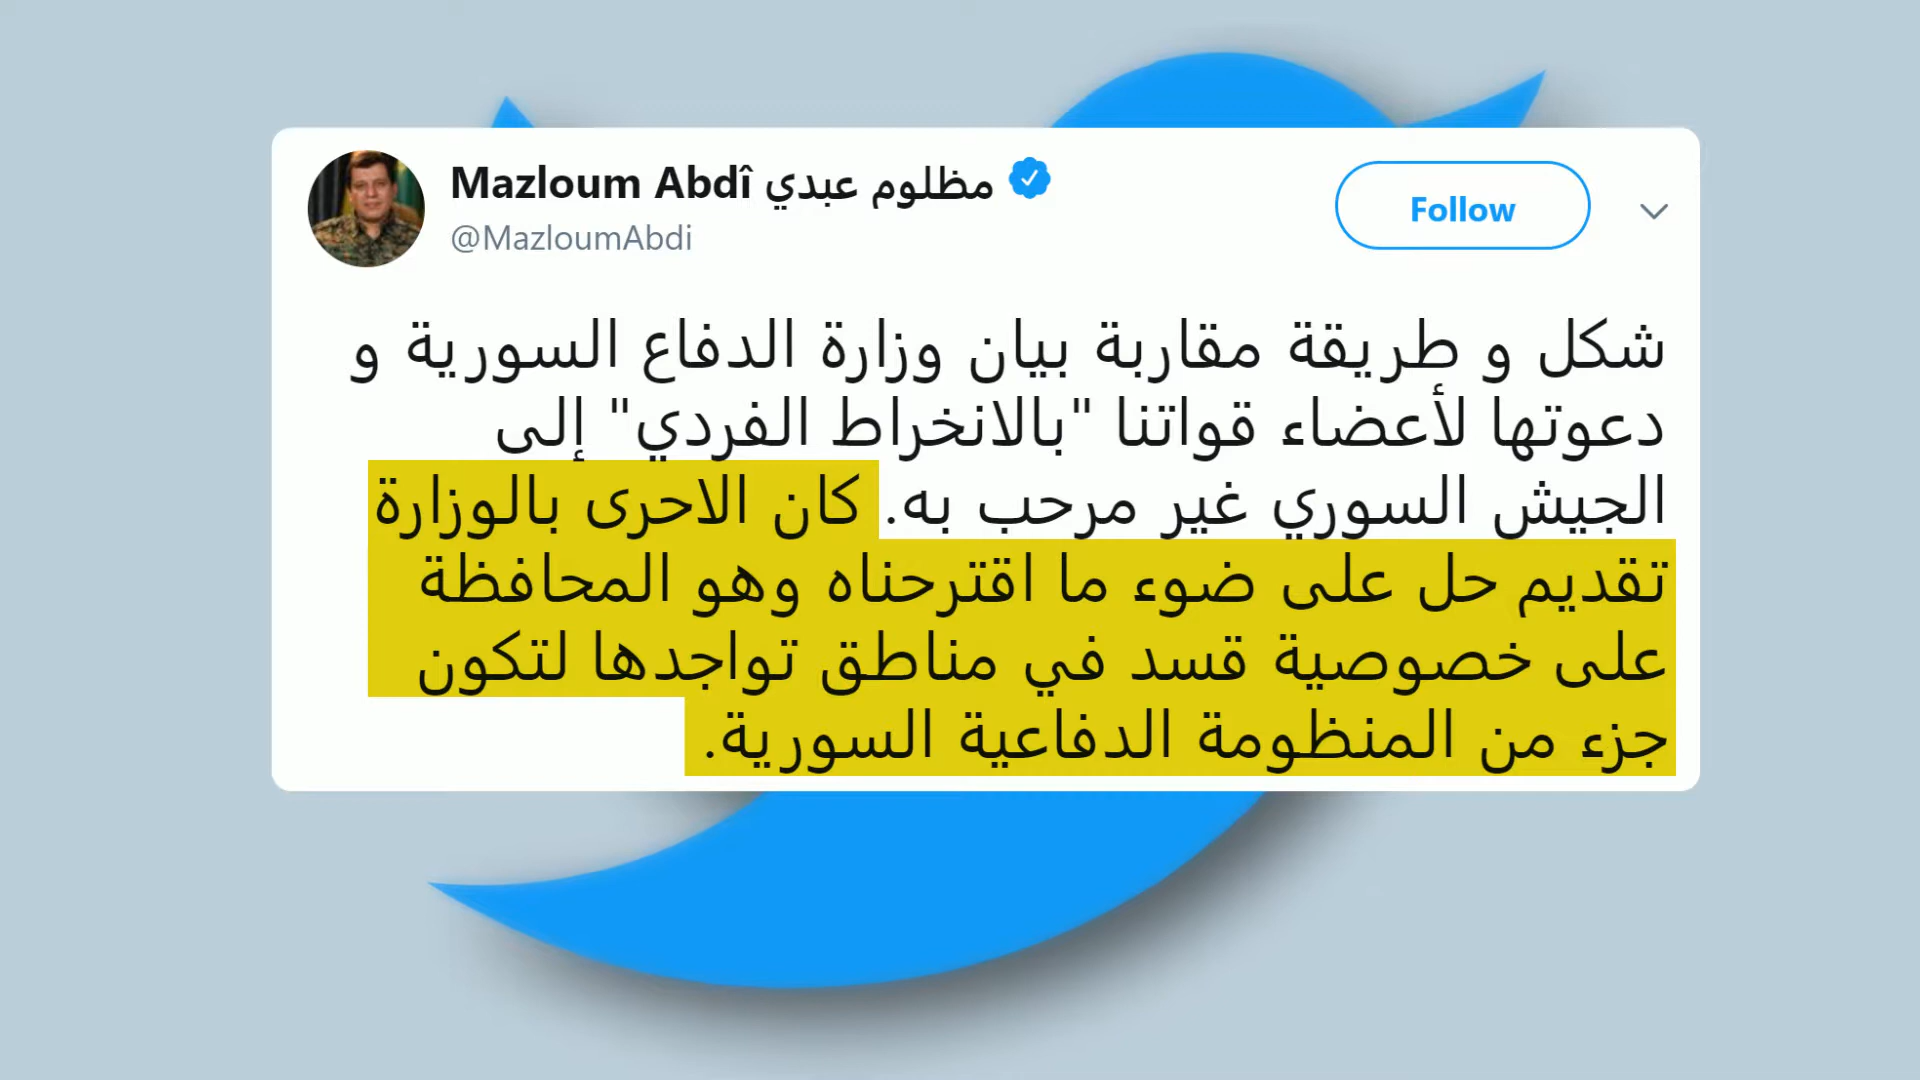 Mazloum Abdî مظلوم عبدي
@MazloumAbdi
Follow
شكل و طريقة مقاربة بيان وزارة الدفاع السورية و
دعوتها لأعضاء قواتنا "بالانخراط الفردي" إلى
الجيش السوري غير مرحب به. كان الاحرى بالوزارة
تقديم حل على ضوء ما اقترحناه وهو المحافظة
على خصوصية قسد في مناطق تواجدها لتكون
جزء من المنظومة الدفاعية السورية.